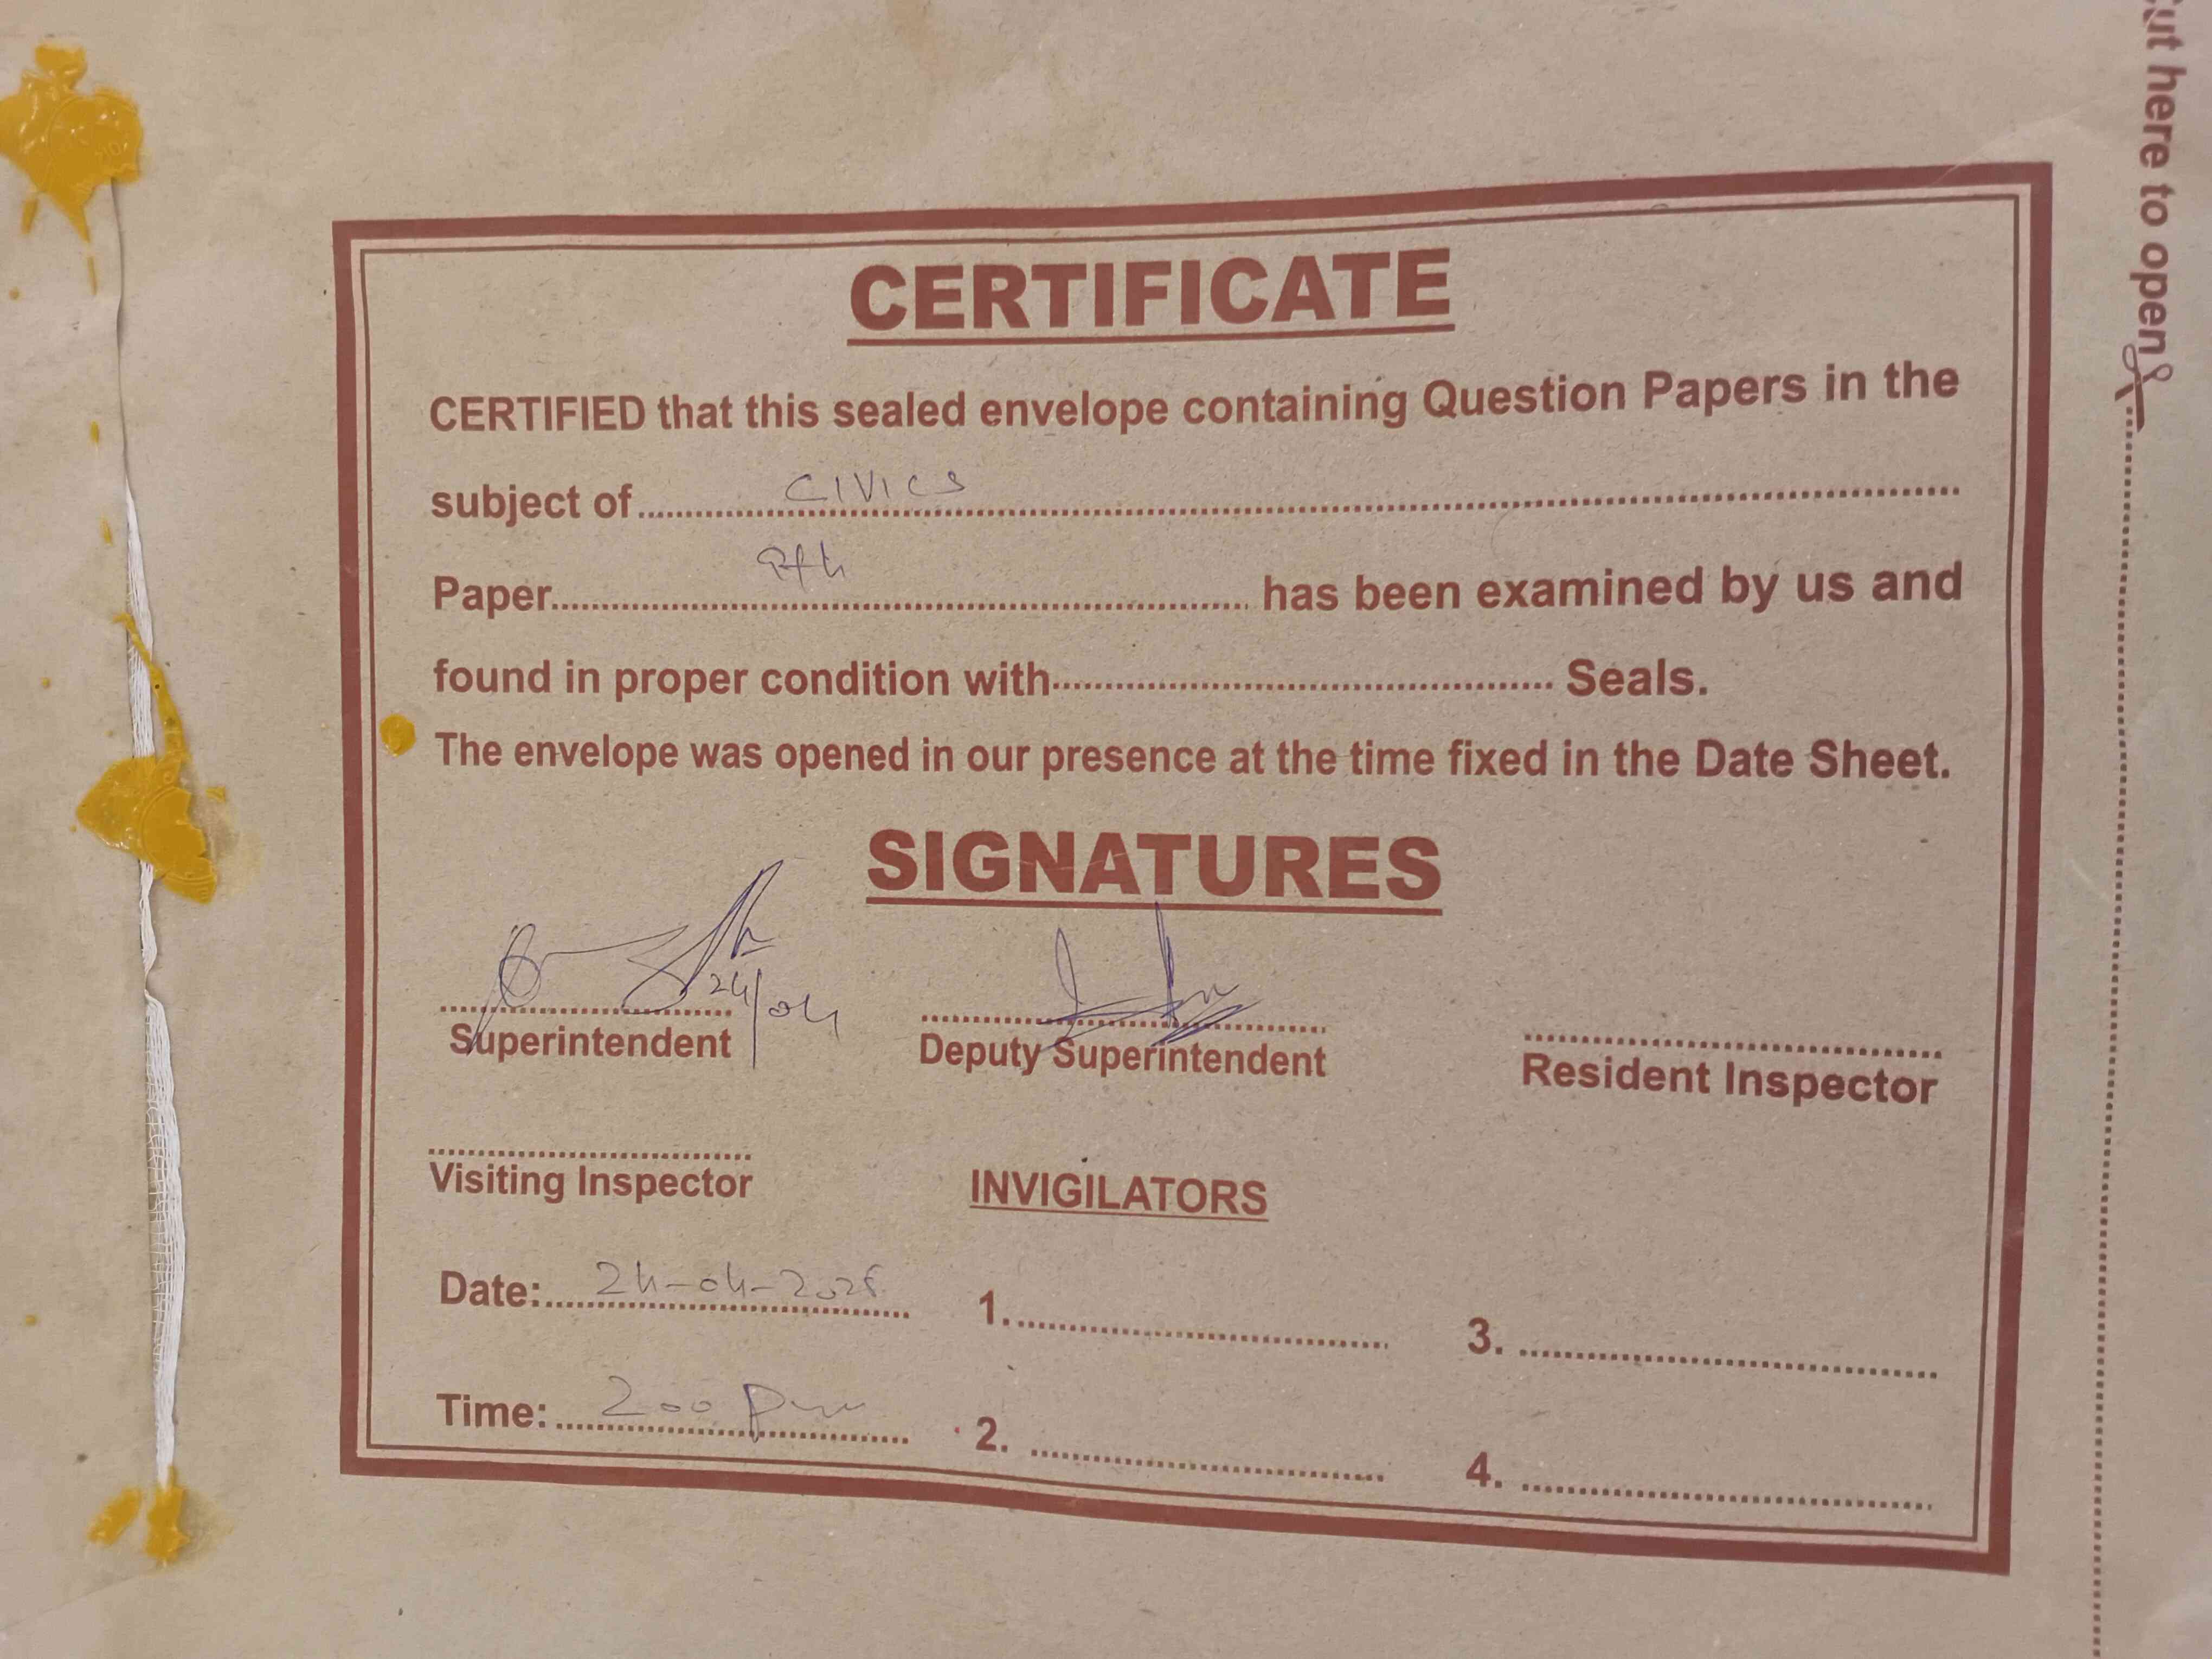 Cut here to open
CERTIFICATE
CERTIFIED that this sealed envelope containing Question Papers in the
subject of CIVICS
Paper 9th has been examined by us and
found in proper condition with Seals.
The envelope was opened in our presence at the time fixed in the Date Sheet.
SIGNATURES
24/04
Superintendent
Deputy Superintendent
Resident Inspector
Visiting Inspector
INVIGILATORS
Date: 24-04-2025
1.
3.
Time: 200 pm
2.
4.